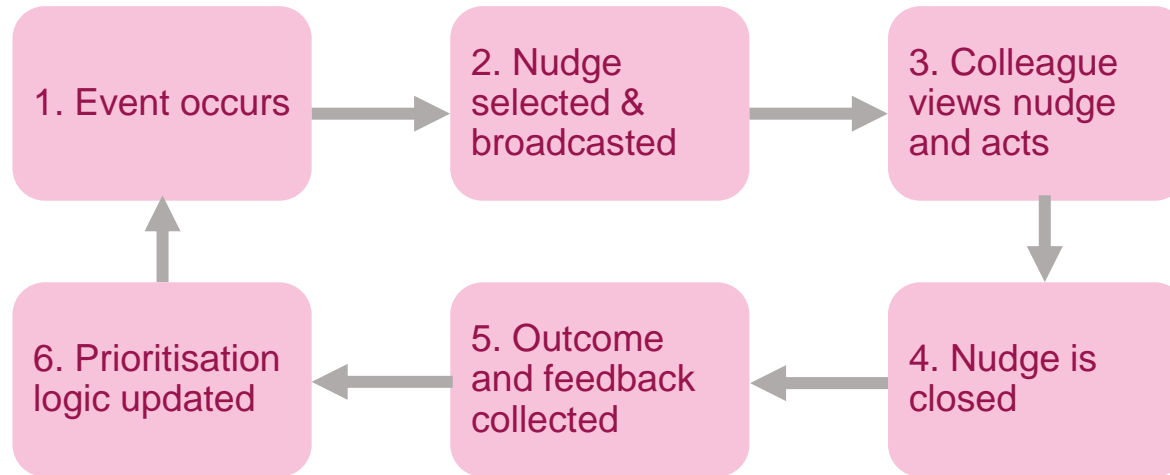 1. Event occurs
2. Nudge
selected &
broadcasted
3. Colleague
views nudge
and acts
4. Nudge is
closed
5. Outcome
and feedback
collected
6. Prioritisation
logic updated